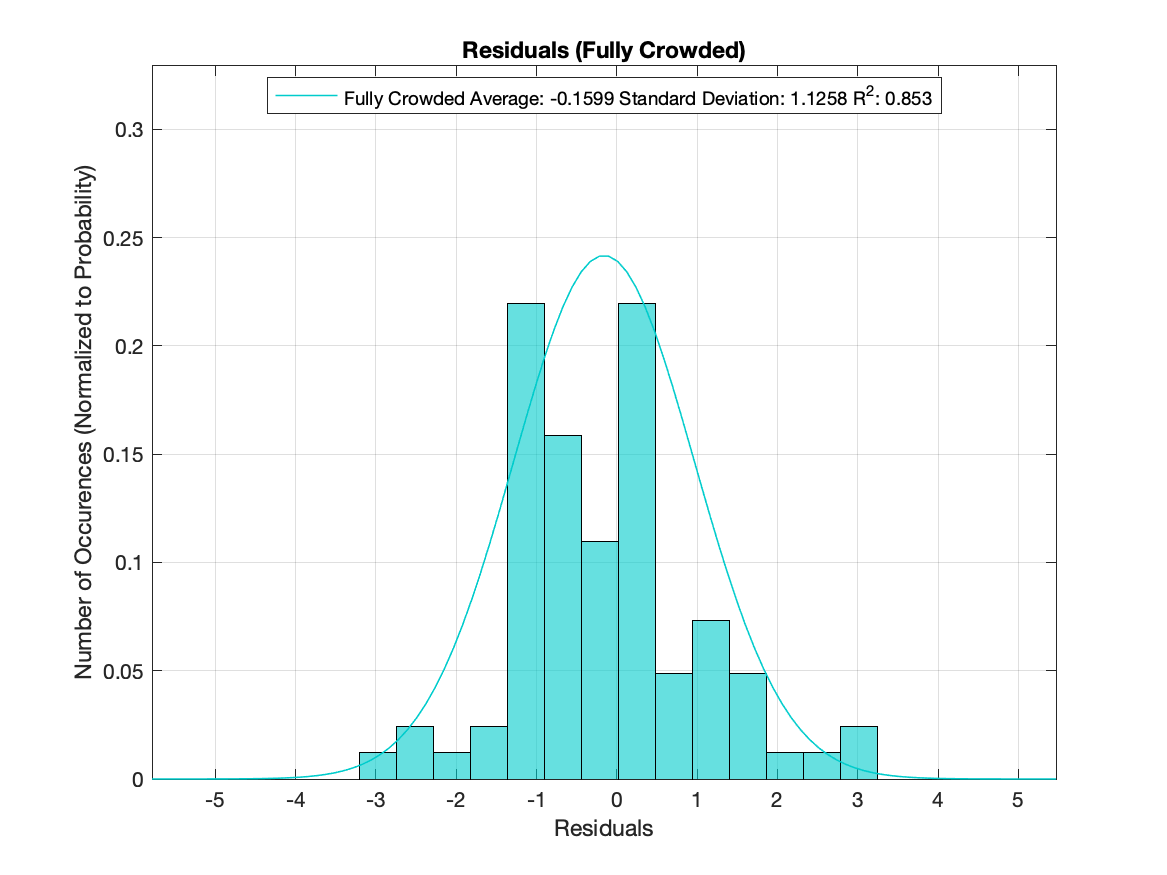 Residuals (Fully Crowded)
Fully Crowded Average: -0.1599 Standard Deviation: 1.1258 R²: 0.853
Number of Occurences (Normalized to Probability)
0.3
0.25
0.2
0.15
0.1
0.05
0
-5 -4 -3 -2 -1 0 1 2 3 4 5
Residuals